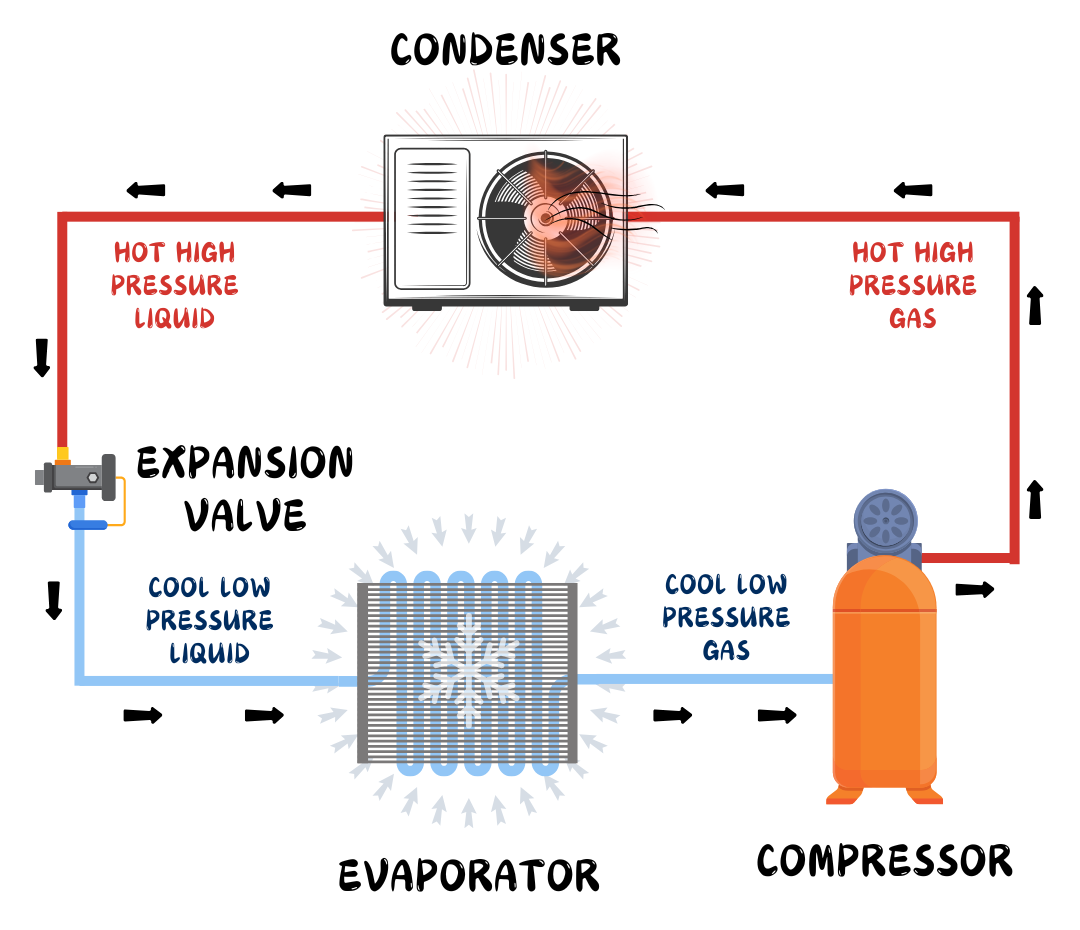 CONDENSER
HOT HIGH
PRESSURE
LIQUID
HOT HIGH
PRESSURE
GAS
EXPANSION
VALVE
COOL LOW
PRESSURE
LIQUID
COOL LOW
PRESSURE
GAS
EVAPORATOR
COMPRESSOR